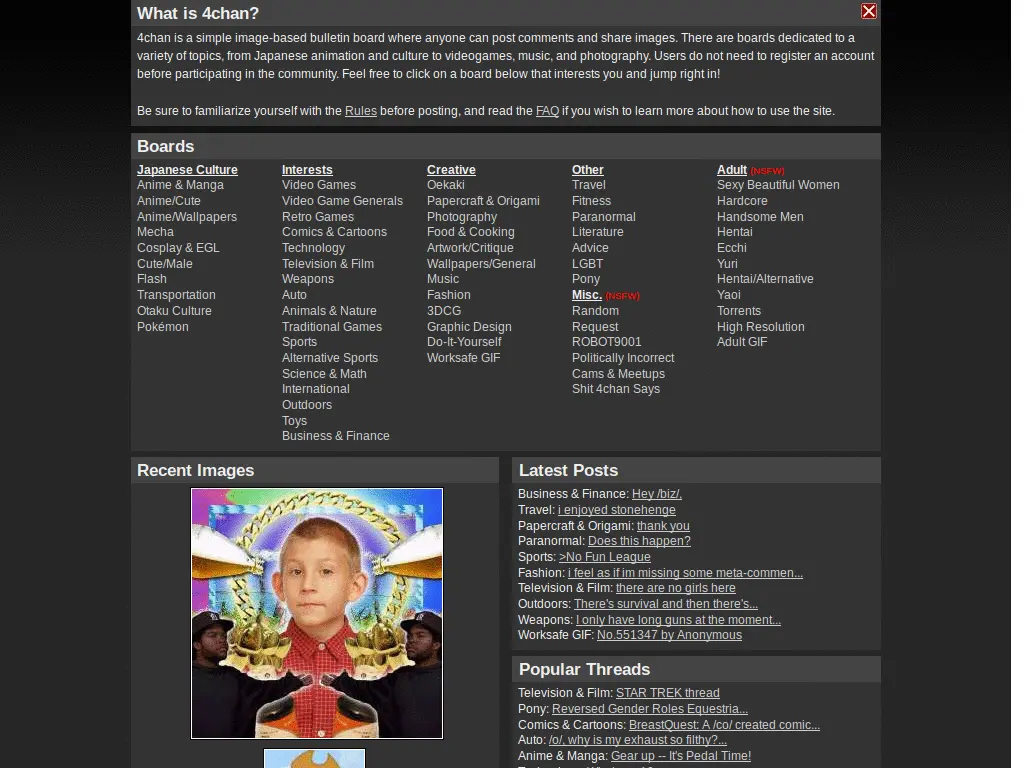 What is 4chan?
4chan is a simple image-based bulletin board where anyone can post comments and share images. There are boards dedicated to a
variety of topics, from Japanese animation and culture to videogames, music, and photography. Users do not need to register an account
before participating in the community. Feel free to click on a board below that interests you and jump right in!
Be sure to familiarize yourself with the Rules before posting, and read the FAQ if you wish to learn more about how to use the site.
Boards
Japanese Culture
Anime & Manga
Anime/Cute
Anime/Wallpapers
Mecha
Cosplay & EGL
Cute/Male
Flash
Transportation
Otaku Culture
Pokémon
Interests
Video Games
Video Game Generals
Retro Games
Comics & Cartoons
Technology
Television & Film
Weapons
Auto
Animals & Nature
Traditional Games
Sports
Alternative Sports
Science & Math
International
Outdoors
Toys
Business & Finance
Creative
Oekaki
Papercraft & Origami
Photography
Food & Cooking
Artwork/Critique
Wallpapers/General
Music
Fashion
3DCG
Graphic Design
Do-It-Yourself
Worksafe GIF
Other
Travel
Fitness
Paranormal
Literature
Advice
LGBT
Pony
Misc. (NSFW)
Random
Request
ROBOT9001
Politically Incorrect
Cams & Meetups
Shit 4chan Says
Adult (NSFW)
Sexy Beautiful Women
Hardcore
Handsome Men
Hentai
Ecchi
Yuri
Hentai/Alternative
Yaoi
Torrents
High Resolution
Adult GIF
Recent Images
Latest Posts
Business & Finance: Hey /biz/,
Travel: i enjoyed stonehenge
Papercraft & Origami: thank you
Paranormal: Does this happen?
Sports: >No Fun League
Fashion: i feel as if im missing some meta-commen...
Television & Film: there are no girls here
Outdoors: There's survival and then there's...
Weapons: I only have long guns at the moment...
Worksafe GIF: No.551347 by Anonymous
Popular Threads
Television & Film: STAR TREK thread
Pony: Reversed Gender Roles Equestria...
Comics & Cartoons: BreastQuest: A /co/ created comic...
Auto: /o/, why is my exhaust so filthy?...
Anime & Manga: Gear up -- It's Pedal Time!